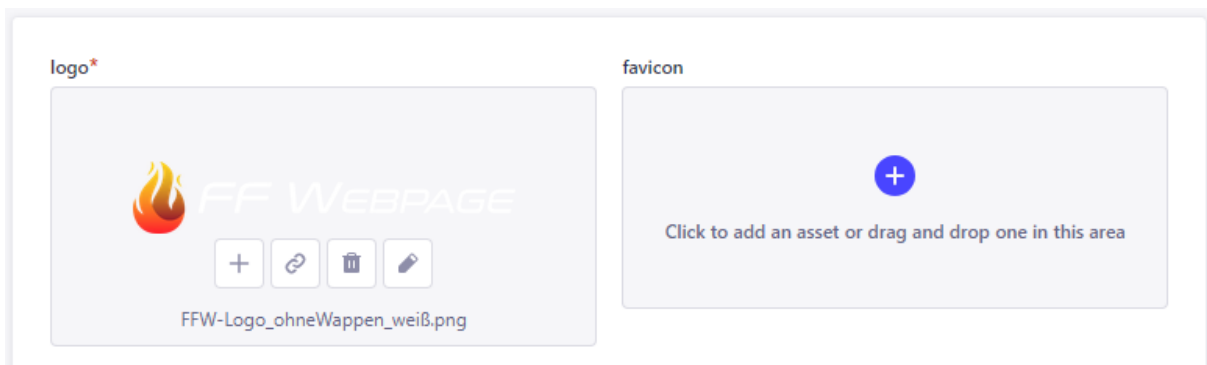 logo*
favicon
FF WEBPAGE
Click to add an asset or drag and drop one in this area
FFW-Logo_ohneWappen_weiß.png